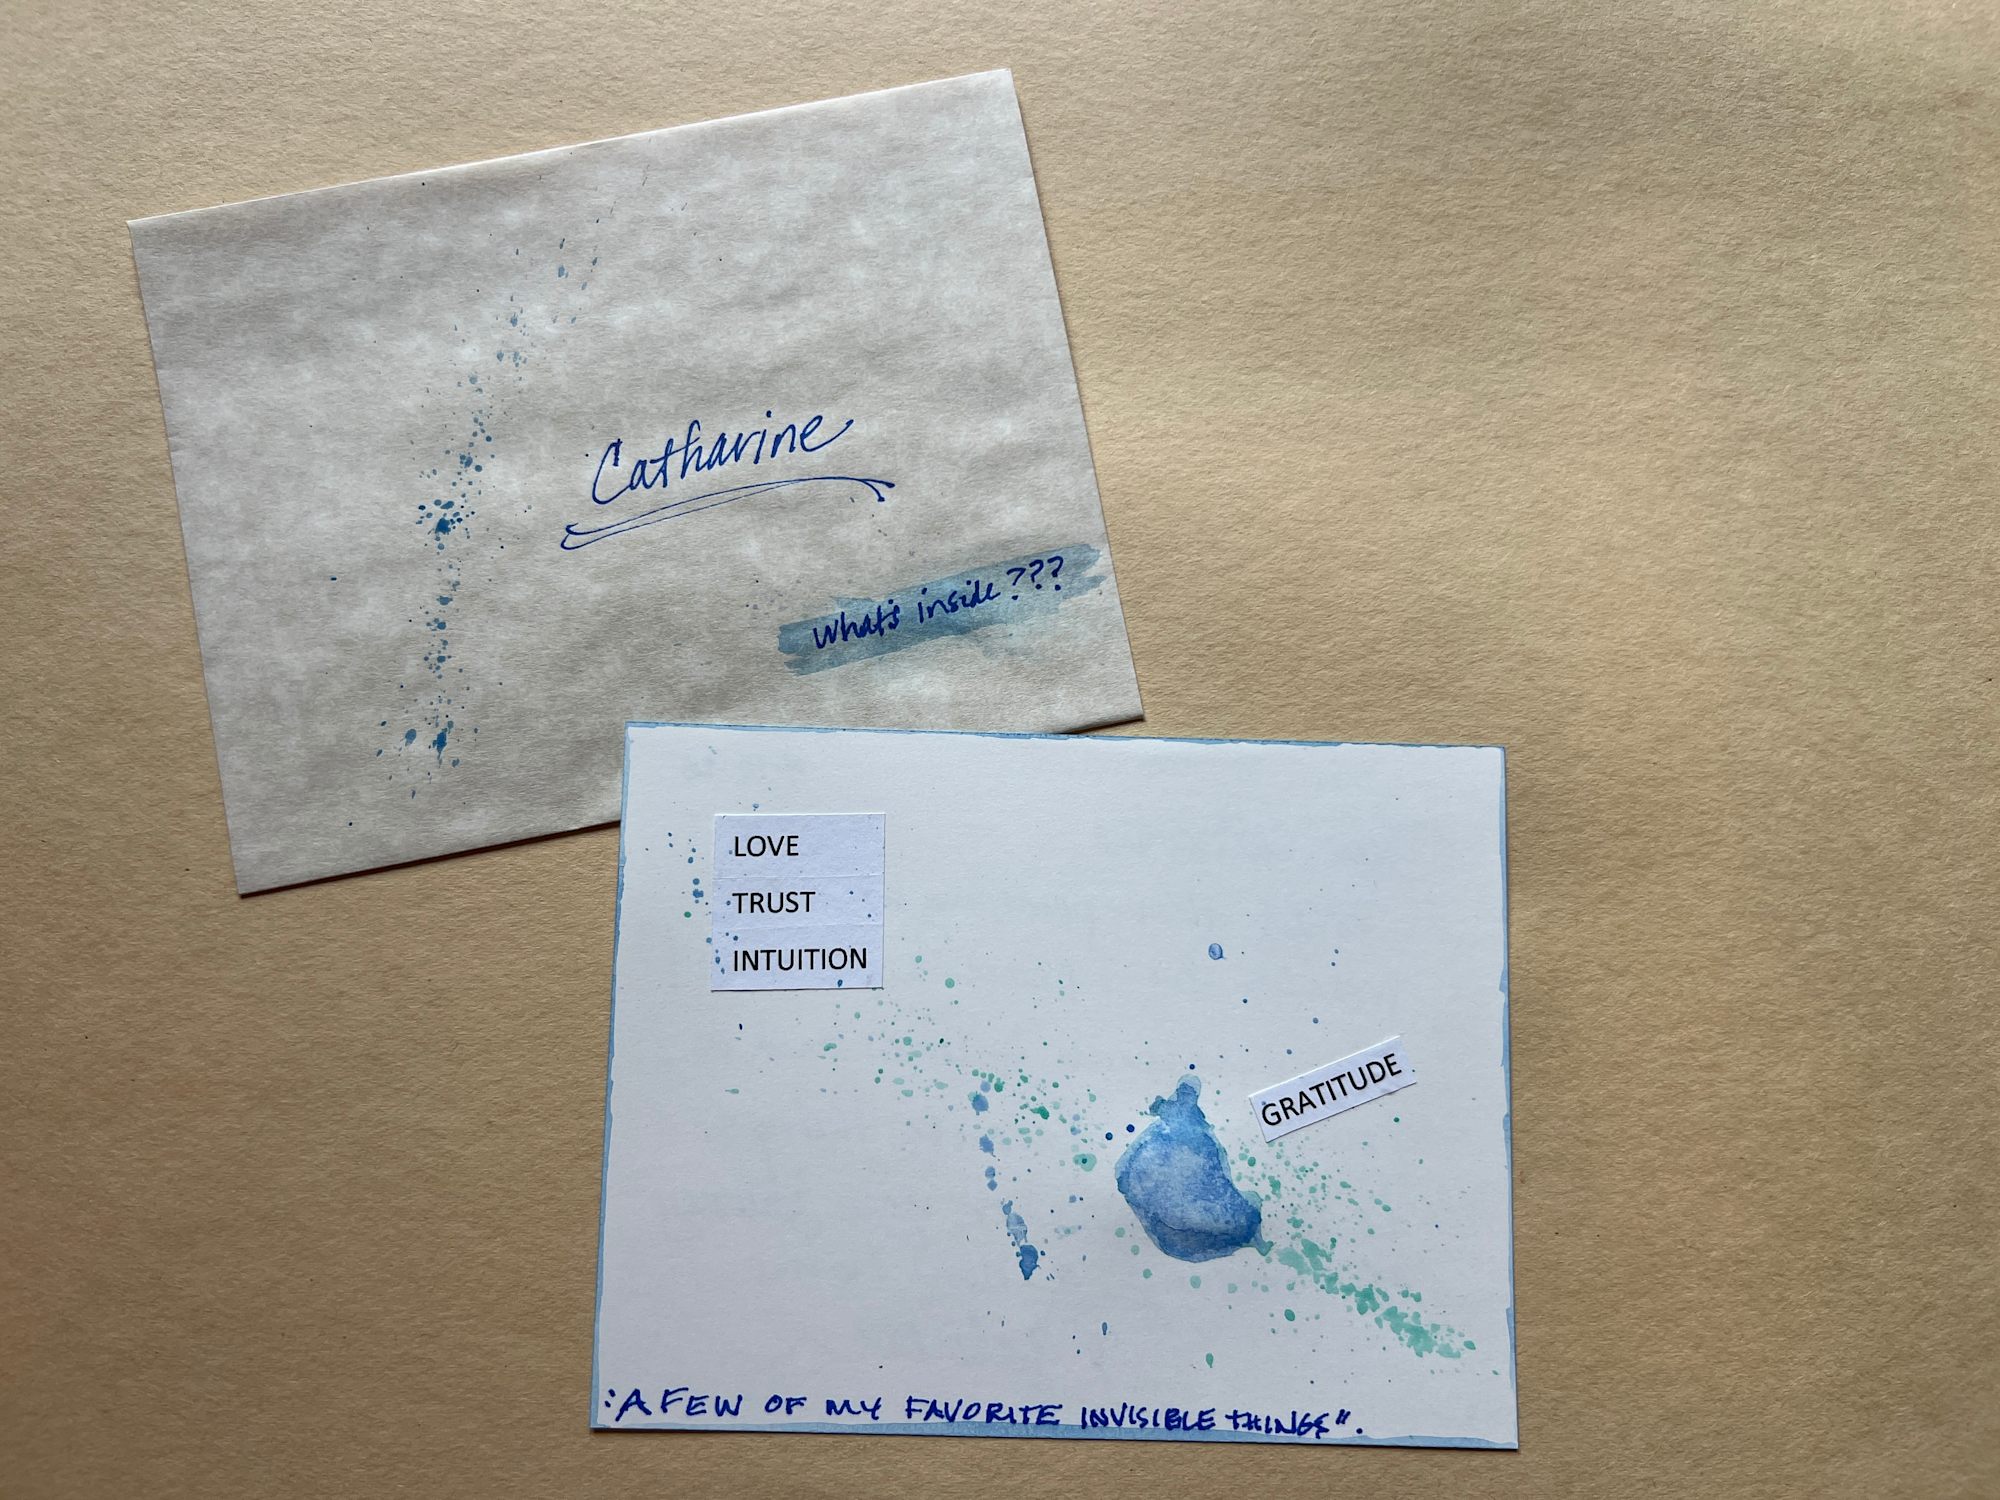 Catharine
What's inside???
LOVE
TRUST
INTUITION
GRATITUDE
"A FEW OF MY FAVORITE INVISIBLE THINGS".